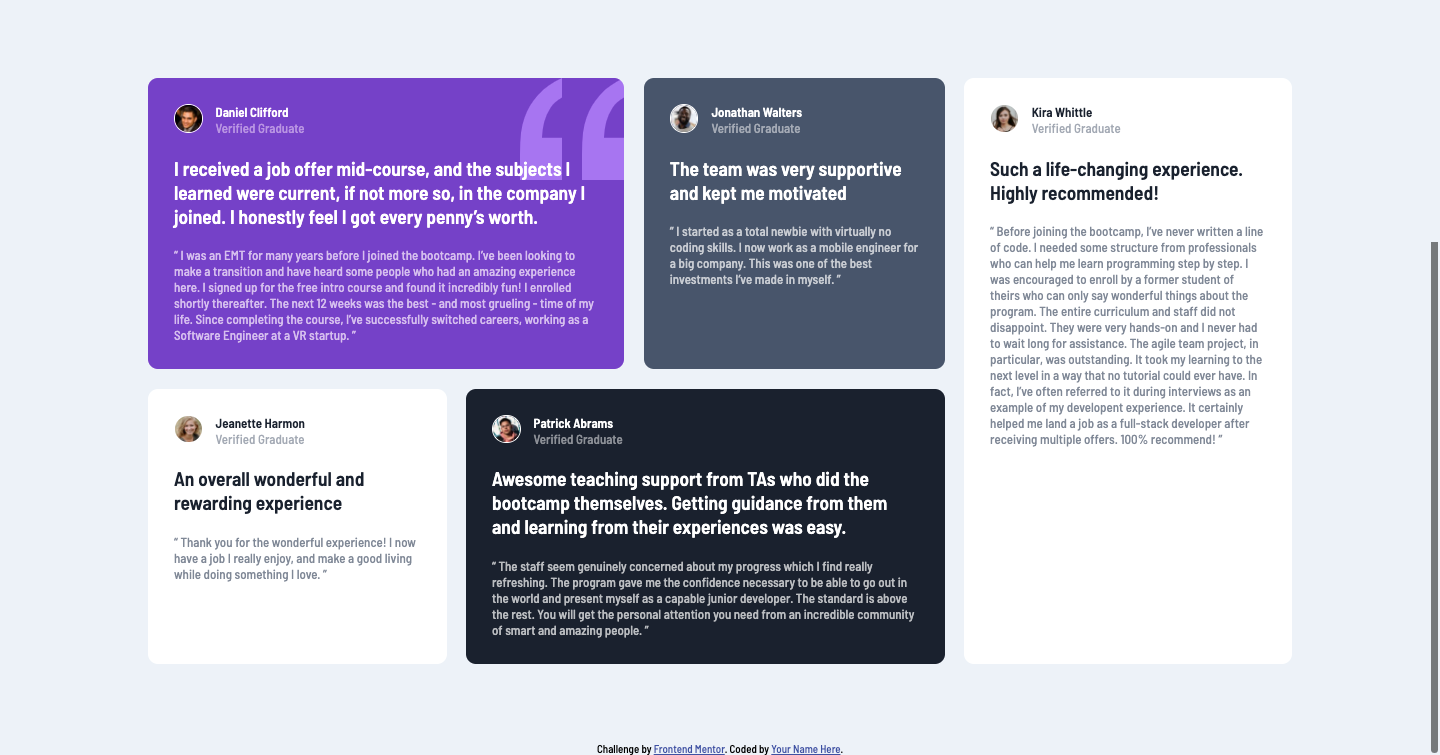 Daniel Clifford
Verified Graduate
I received a job offer mid-course, and the subjects I
learned were current, if not more so, in the company I
joined. I honestly feel I got every penny’s worth.
“ I was an EMT for many years before I joined the bootcamp. I’ve been looking to
make a transition and have heard some people who had an amazing experience
here. I signed up for the free intro course and found it incredibly fun! I enrolled
shortly thereafter. The next 12 weeks was the best - and most grueling - time of my
life. Since completing the course, I’ve successfully switched careers, working as a
Software Engineer at a VR startup. ”
Jonathan Walters
Verified Graduate
The team was very supportive
and kept me motivated
“ I started as a total newbie with virtually no
coding skills. I now work as a mobile engineer for
a big company. This was one of the best
investments I’ve made in myself. ”
Kira Whittle
Verified Graduate
Such a life-changing experience.
Highly recommended!
“ Before joining the bootcamp, I’ve never written a line
of code. I needed some structure from professionals
who can help me learn programming step by step. I
was encouraged to enroll by a former student of
theirs who can only say wonderful things about the
program. The entire curriculum and staff did not
disappoint. They were very hands-on and I never had
to wait long for assistance. The agile team project, in
particular, was outstanding. It took my learning to the
next level in a way that no tutorial could ever have. In
fact, I’ve often referred to it during interviews as an
example of my developent experience. It certainly
helped me land a job as a full-stack developer after
receiving multiple offers. 100% recommend! ”
Jeanette Harmon
Verified Graduate
An overall wonderful and
rewarding experience
“ Thank you for the wonderful experience! I now
have a job I really enjoy, and make a good living
while doing something I love. ”
Patrick Abrams
Verified Graduate
Awesome teaching support from TAs who did the
bootcamp themselves. Getting guidance from them
and learning from their experiences was easy.
“ The staff seem genuinely concerned about my progress which I find really
refreshing. The program gave me the confidence necessary to be able to go out in
the world and present myself as a capable junior developer. The standard is above
the rest. You will get the personal attention you need from an incredible community
of smart and amazing people. ”
Challenge by Frontend Mentor. Coded by Your Name Here.